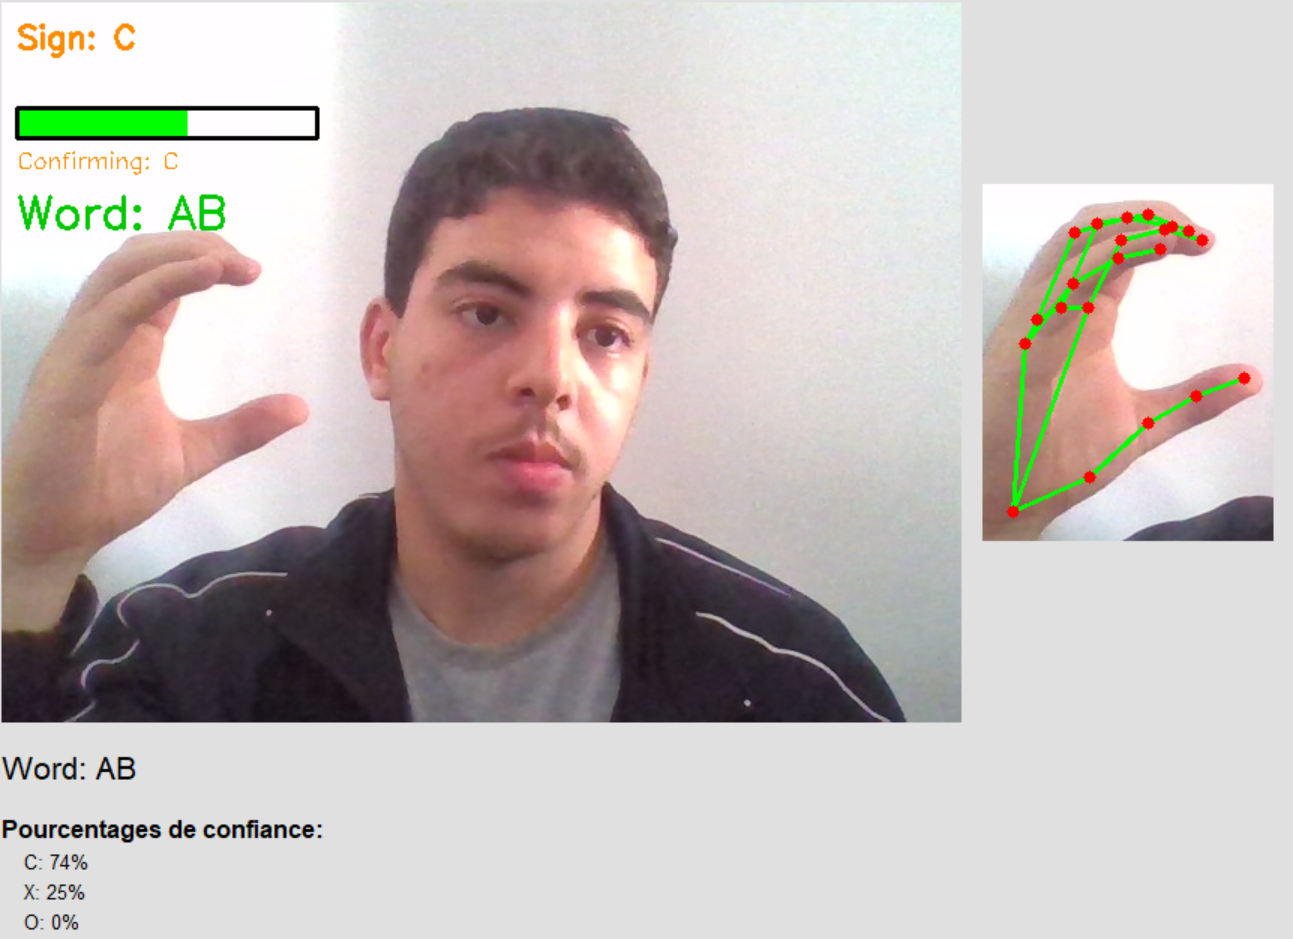 Sign: C
Confirming: C
Word: AB
Word: AB
Pourcentages de confiance:
C: 74%
X: 25%
O: 0%